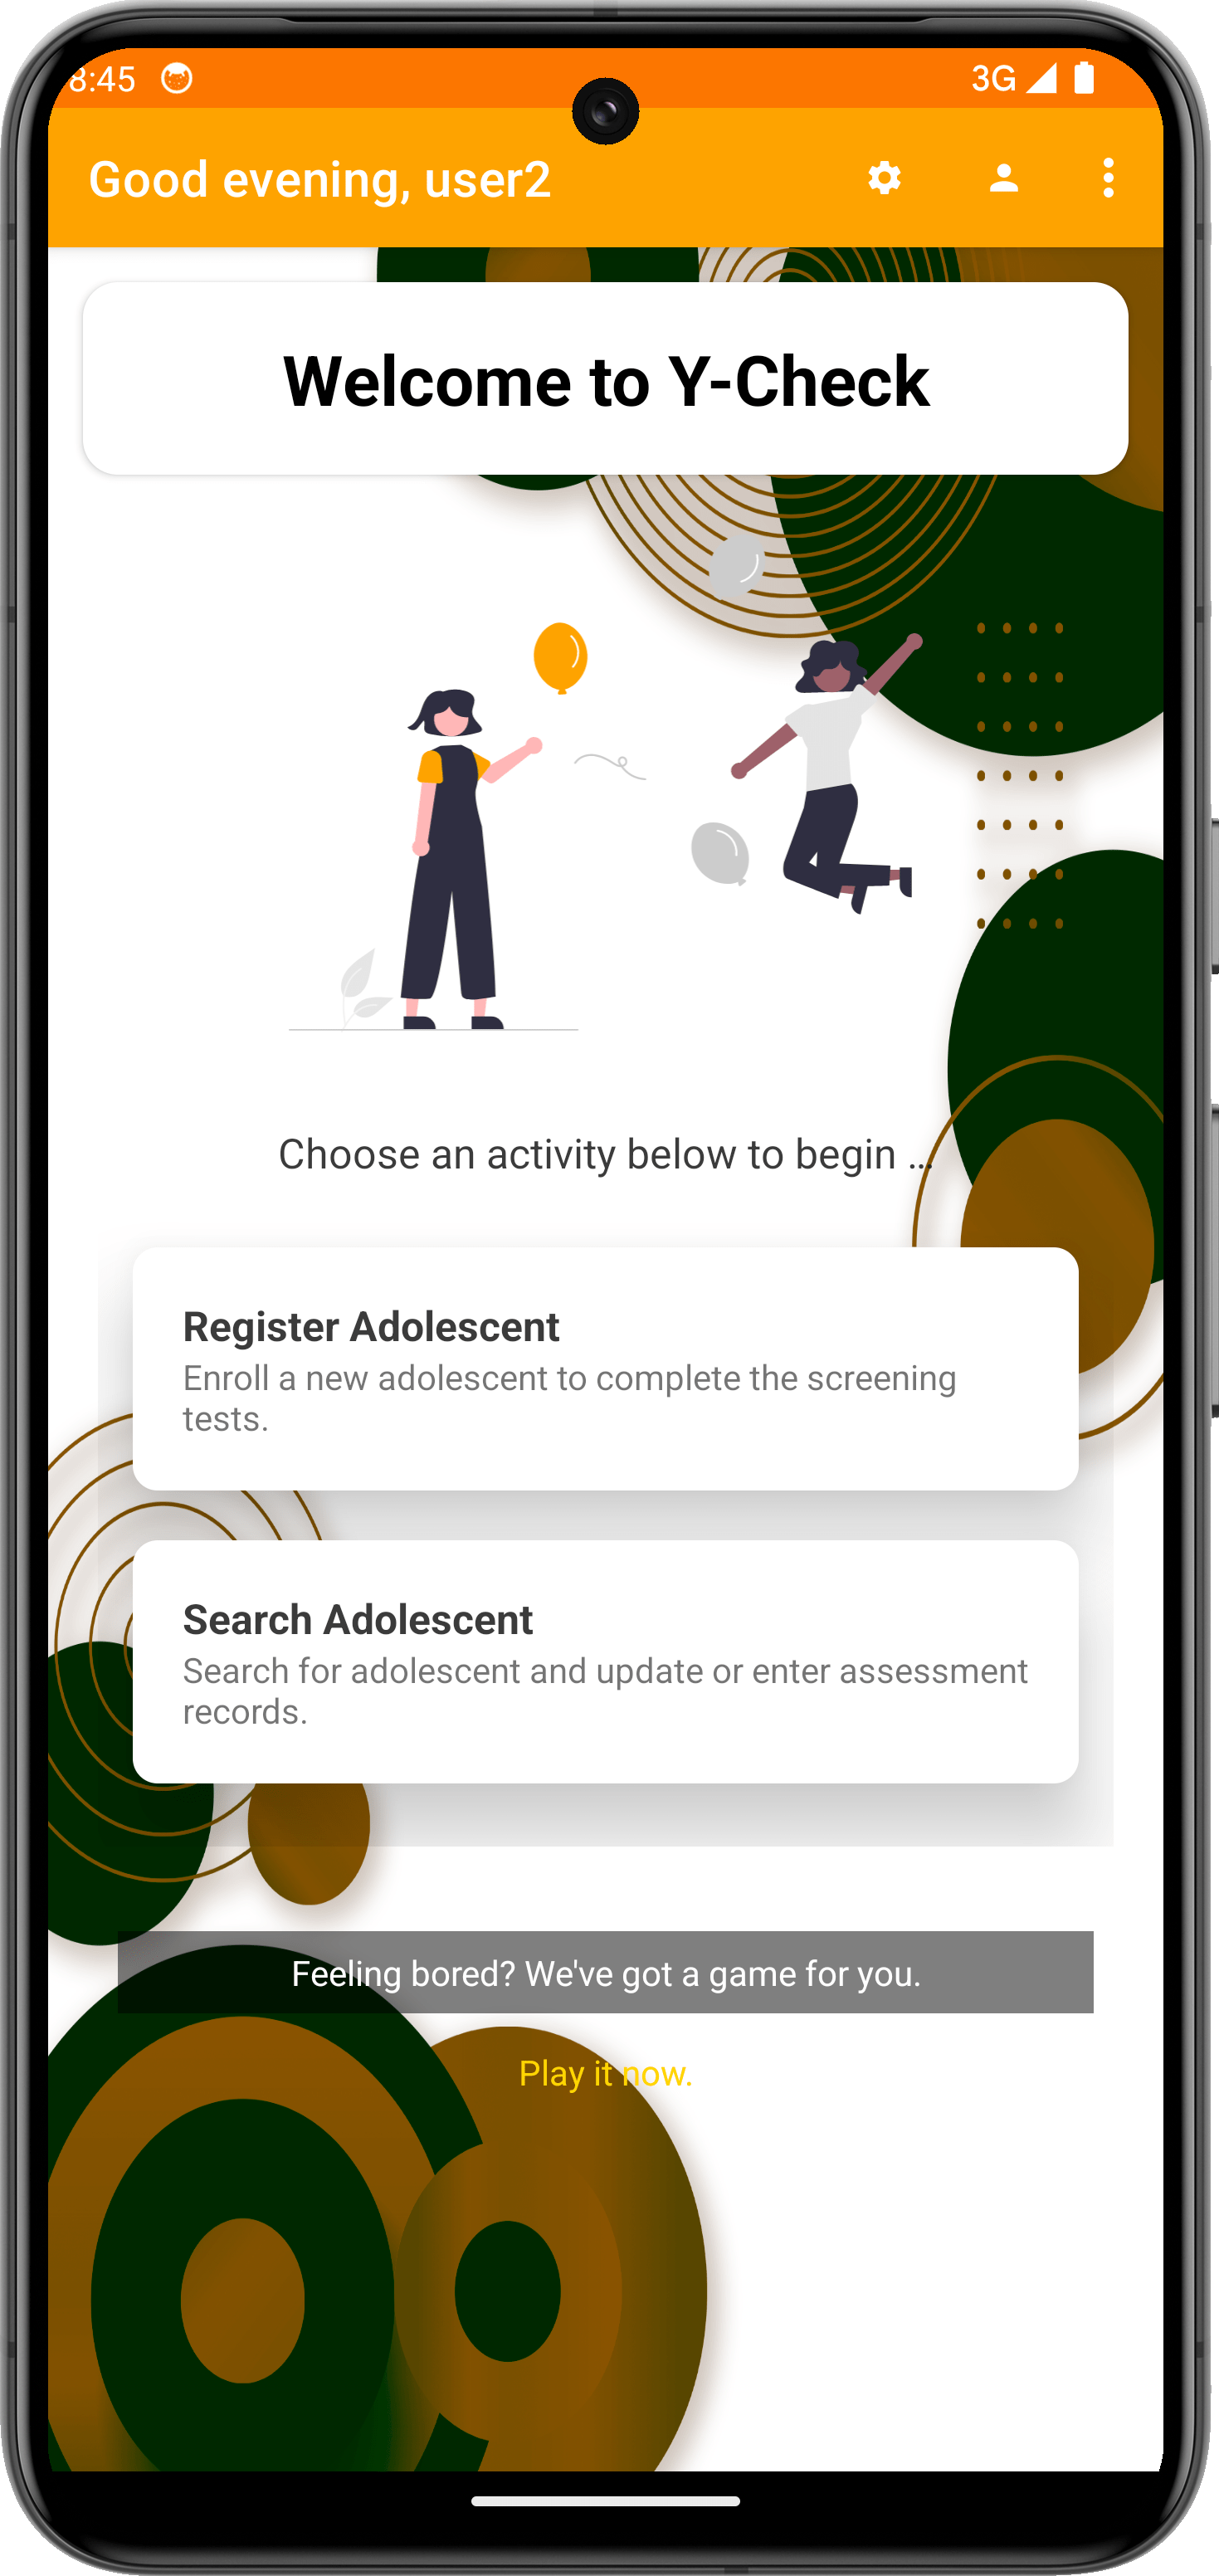 8:45
3G
Good evening, user2
Welcome to Y-Check
Choose an activity below to begin ...
Register Adolescent
Enroll a new adolescent to complete the screening
tests.
Search Adolescent
Search for adolescent and update or enter assessment
records.
Feeling bored? We've got a game for you.
Play it now.